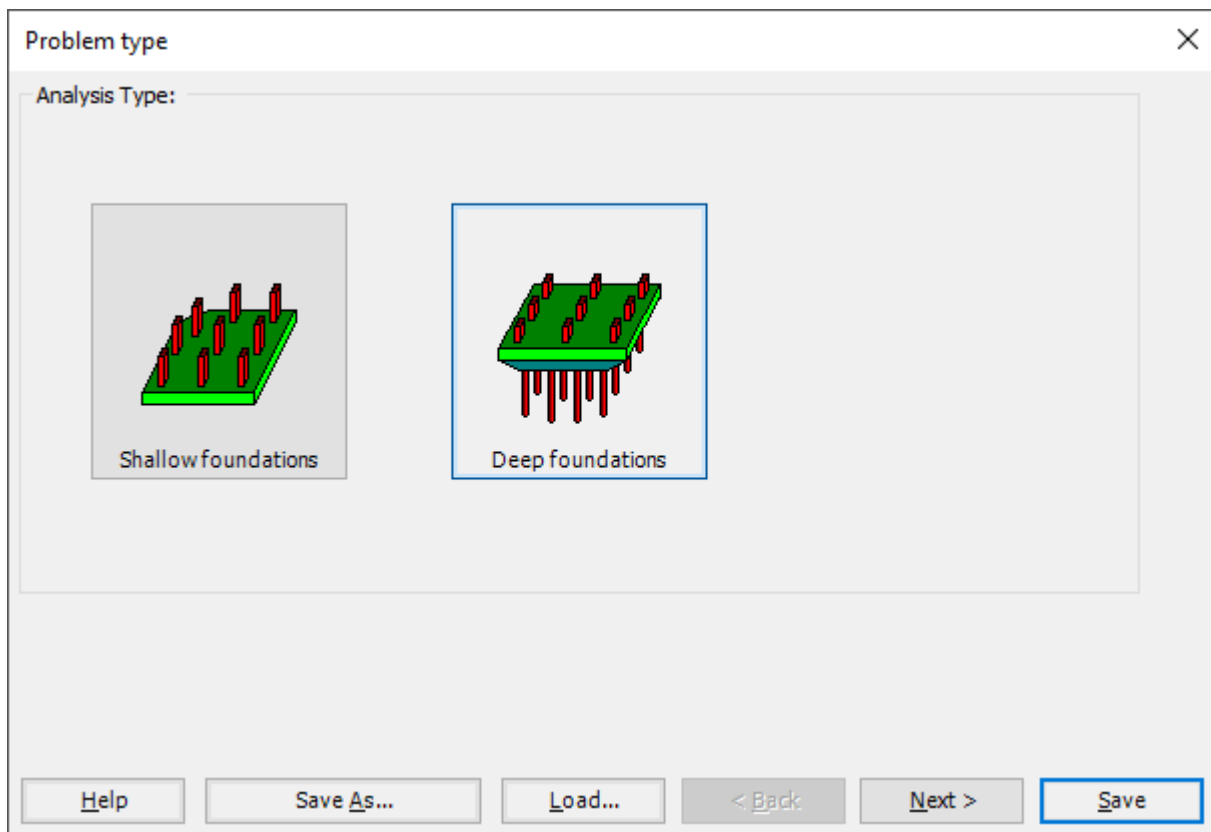 Problem type
Analysis Type:
Shallow foundations
Deep foundations
Help
Save As...
Load...
< Back
Next >
Save